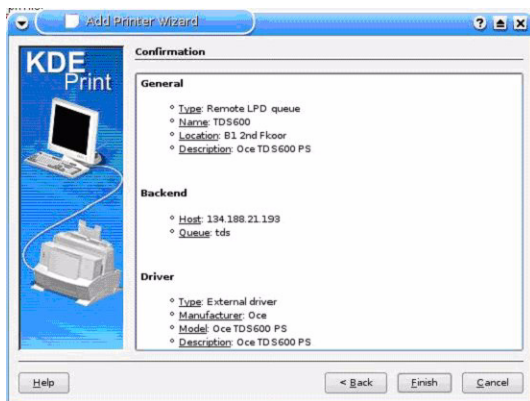 Add Printer Wizard
KDE
Print
Confirmation
General
Type: Remote LPD queue
Name: TDS600
Location: B1 2nd Fkoor
Description: Oce TDS600 PS
Backend
Host: 134.188.21.193
Queue: tds
Driver
Type: External driver
Manufacturer: Oce
Model: Oce TDS600 PS
Description: Oce TDS600 PS
Help
< Back
Finish
Cancel